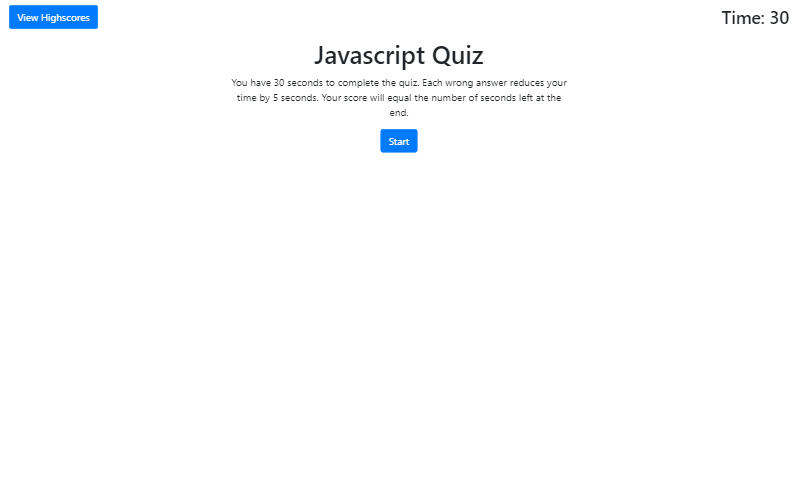 View Highscores
Time: 30
Javascript Quiz
You have 30 seconds to complete the quiz. Each wrong answer reduces your
time by 5 seconds. Your score will equal the number of seconds left at the
end.
Start